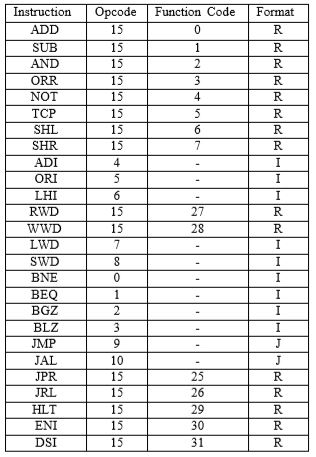 Instruction Opcode Function Code Format
ADD 15 0 R
SUB 15 1 R
AND 15 2 R
ORR 15 3 R
NOT 15 4 R
TCP 15 5 R
SHL 15 6 R
SHR 15 7 R
ADI 4 - I
ORI 5 - I
LHI 6 - I
RWD 15 27 R
WWD 15 28 R
LWD 7 - I
SWD 8 - I
BNE 0 - I
BEQ 1 - I
BGZ 2 - I
BLZ 3 - I
JMP 9 - J
JAL 10 - J
JPR 15 25 R
JRL 15 26 R
HLT 15 29 R
ENI 15 30 R
DSI 15 31 R